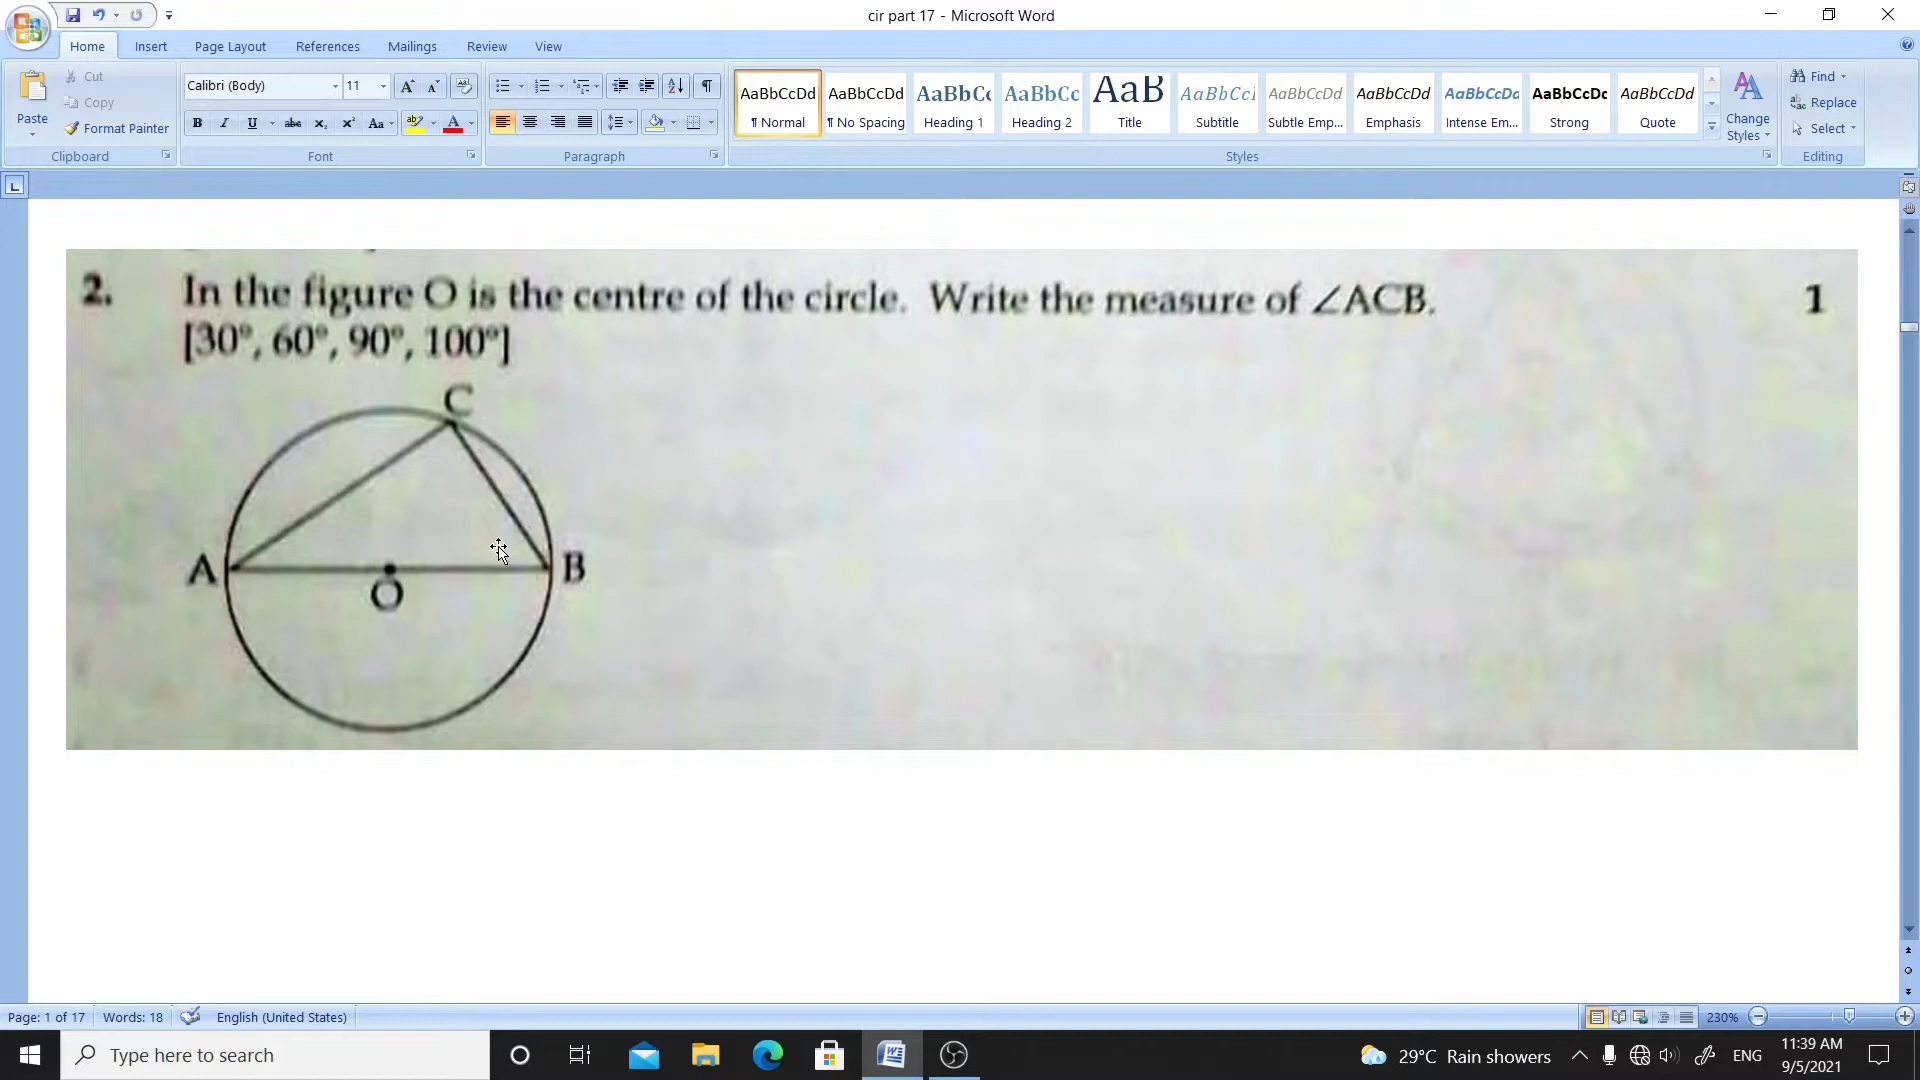 cir part 17 - Microsoft Word
Home Insert Page Layout References Mailings Review View
Paste
Cut
Copy
Format Painter
Clipboard
Calibri (Body) 11
B I U abc x₂ x² Aa
Font
Paragraph
AaBbCcDd AaBbCcDd AaBbCc AaBbCc AaB AaBbCcI AaBbCcDd AaBbCcDd AaBbCcDd AaBbCcDc AaBbCcDd
¶ Normal ¶ No Spacing Heading 1 Heading 2 Title Subtitle Subtle Emp... Emphasis Intense Em... Strong Quote
Styles
Change
Styles
Find
Replace
Select
Editing
2. In the figure O is the centre of the circle. Write the measure of ∠ACB. 1
[30°, 60°, 90°, 100°]
C
A B
O
Page: 1 of 17 Words: 18 English (United States) 230%
Type here to search
29°C Rain showers ENG
11:39 AM
9/5/2021